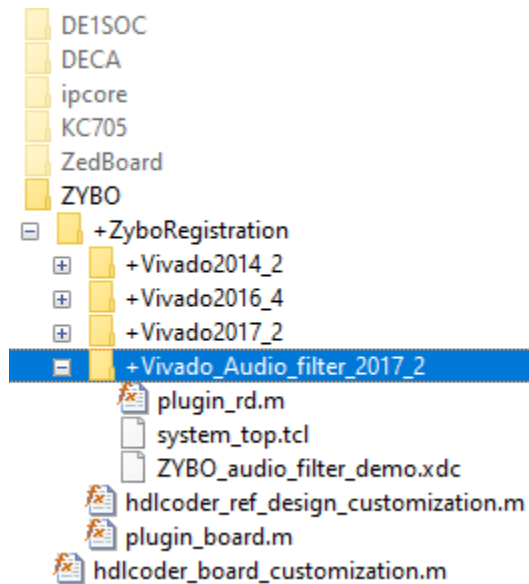 DE1SOC
DECA
ipcore
KC705
ZedBoard
ZYBO
+ZyboRegistration
+Vivado2014_2
+Vivado2016_4
+Vivado2017_2
+Vivado_Audio_filter_2017_2
plugin_rd.m
system_top.tcl
ZYBO_audio_filter_demo.xdc
hdlcoder_ref_design_customization.m
plugin_board.m
hdlcoder_board_customization.m